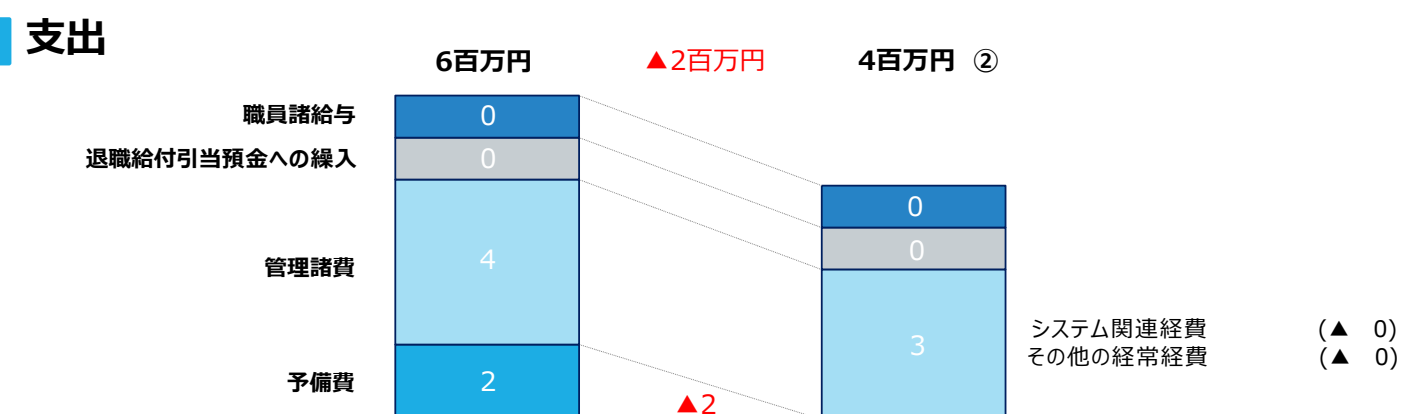 支出
6百万円 ▲2百万円 4百万円 ②
職員諸給与 0
退職給付引当預金への繰入 0
0
0
管理諸費 4
3
システム関連経費 (▲ 0)
その他の経常経費 (▲ 0)
予備費 2
▲2